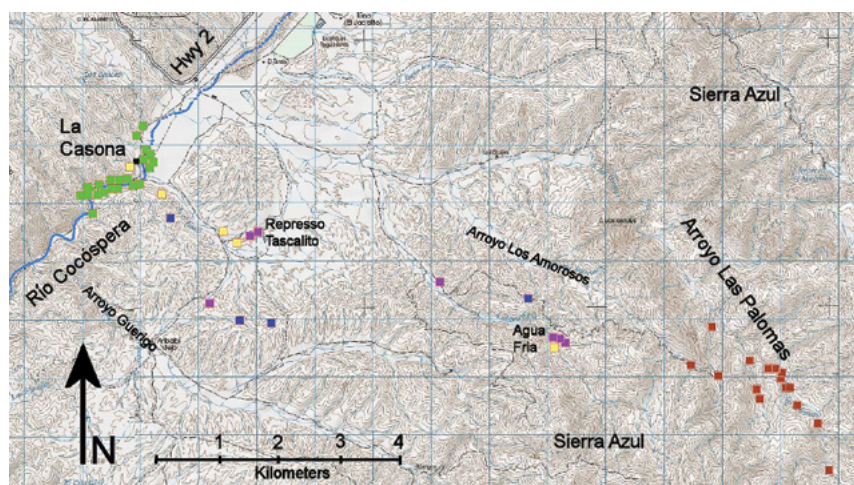 Hwy 2
Sierra Azul
La
Casona
Represso
Tascalito
Río Cocóspera
Arroyo Los Amorosos
Arroyo Las Palomas
Arroyo Guerigo
Agua
Fria
N
1 2 3 4
Kilometers
Sierra Azul